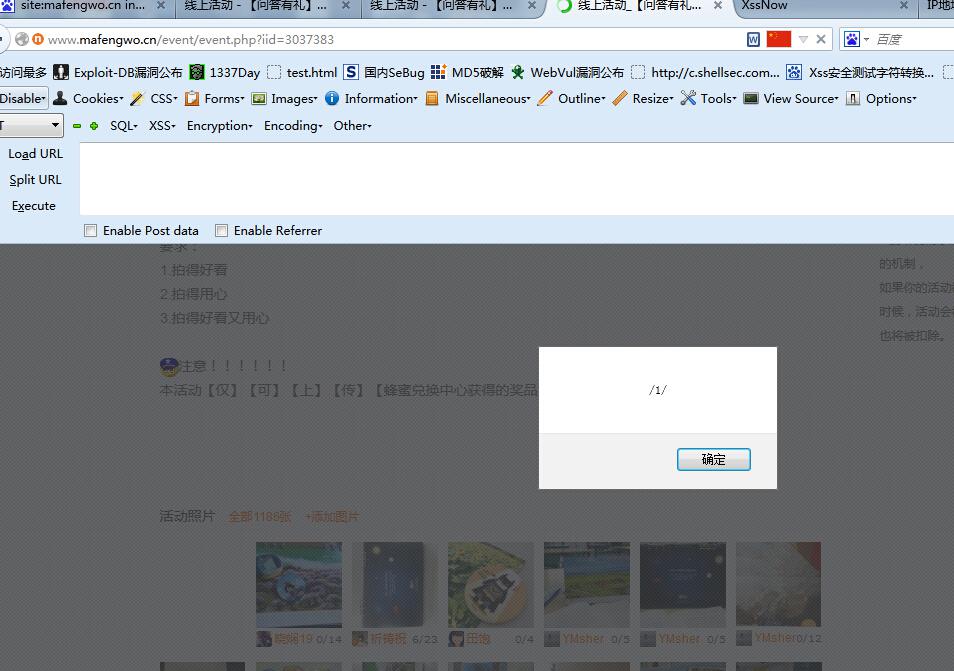 site:mafengwo.cn in... × 线上活动 - 【问答有礼】... × 线上活动 - 【问答有礼】... × 线上活动_【问答有礼... × XssNow × IP地
www.mafengwo.cn/event/event.php?iid=3037383 百度
访问最多 Exploit-DB漏洞公布 1337Day test.html 国内SeBug MD5破解 WebVul漏洞公布 http://c.shellsec.com... Xss安全测试字符转换...
Disable Cookies CSS Forms Images Information Miscellaneous Outline Resize Tools View Source Options
T SQL XSS Encryption Encoding Other
Load URL
Split URL
Execute
Enable Post data Enable Referrer
要求：
1.拍得好看
2.拍得用心
3.拍得好看又用心
注意！！！！！！
本活动【仅】【可】【上】【传】【蜂蜜兑换中心获得的奖品
的机制，
如果你的活动
时候，活动会
也将被扣除。
/1/
确定
活动照片 全部1186张 +添加图片
晓娴19 0/14 祈祷祝 6/23 田饱 0/4 YMsher 0/5 YMsher 0/5 YMsher 0/12